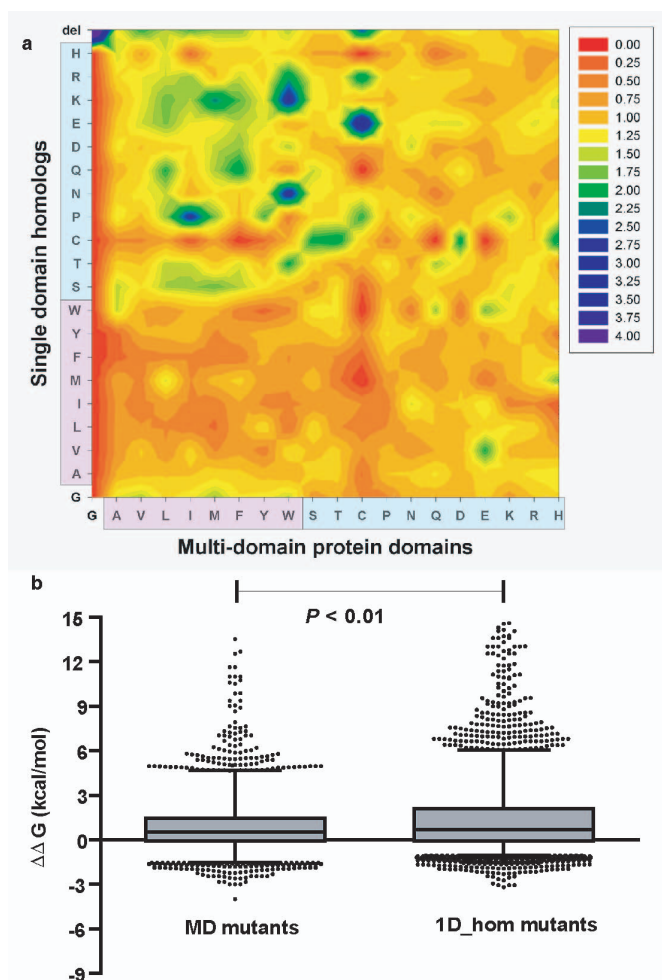 a
del
H
R
K
E
D
Q
N
P
C
T
S
W
Y
F
M
I
L
V
A
G
Single domain homologs
G A V L I M F Y W S T C P N Q D E K R H
Multi-domain protein domains
0.00
0.25
0.50
0.75
1.00
1.25
1.50
1.75
2.00
2.25
2.50
2.75
3.00
3.25
3.50
3.75
4.00
b
P < 0.01
15
12
9
6
3
0
-3
-6
-9
ΔΔ G (kcal/mol)
MD mutants
1D_hom mutants